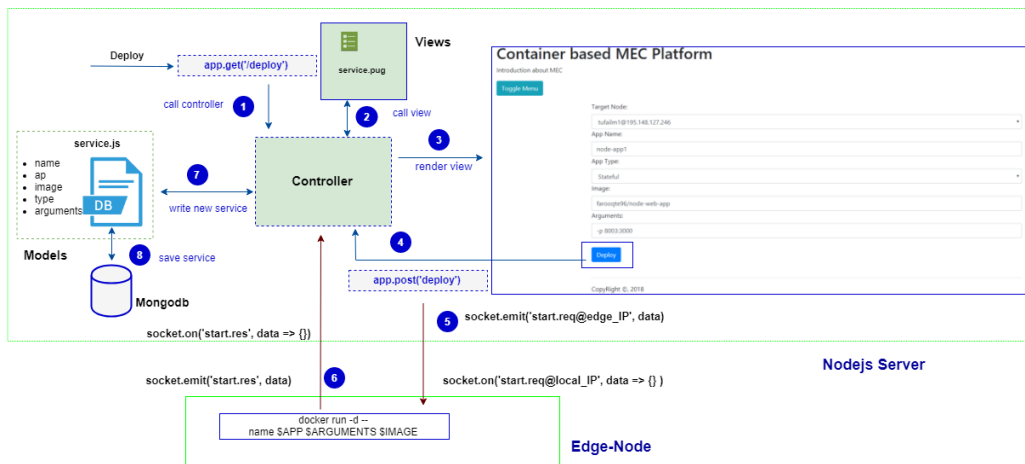 Deploy
app.get('/deploy')
service.pug
Views
call controller
1
2
call view
3
render view
service.js
name
ap
image
type
arguments
DB
7
write new service
Controller
Models
8
save service
Mongodb
4
app.post('deploy')
Container based MEC Platform
Introduction about MEC
Toggle Menu
Target Node:
tufailm1@195.148.127.246
App Name:
node-app1
App Type:
Stateful
Image:
farooqte96/node-web-app
Arguments:
-p 8003:3000
Deploy
CopyRight ©, 2018
socket.on('start.res', data => {})
5
socket.emit('start.req@edge_IP', data)
Nodejs Server
socket.emit('start.res', data)
6
socket.on('start.req@local_IP', data => {} )
docker run -d --
name $APP $ARGUMENTS $IMAGE
Edge-Node